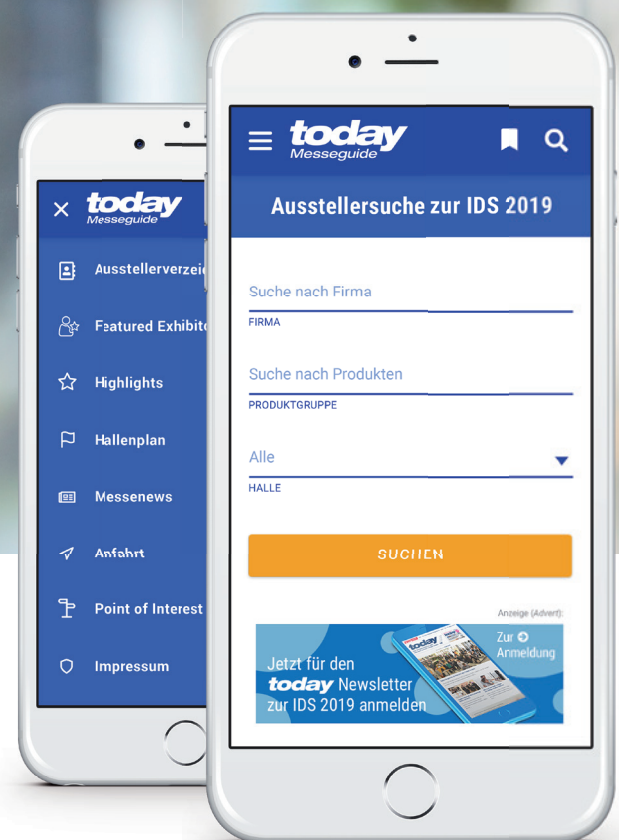 today
Messeguide
Ausstellerverzei
Featured Exhibit
Highlights
Hallenplan
Messenews
Anfahrt
Point of Interest
Impressum
today
Messeguide
Ausstellersuche zur IDS 2019
Suche nach Firma
FIRMA
Suche nach Produkten
PRODUKTGRUPPE
Alle
HALLE
SUCHEN
Anzeige (Advert):
Jetzt für den
today Newsletter
zur IDS 2019 anmelden
today
Zur
Anmeldung